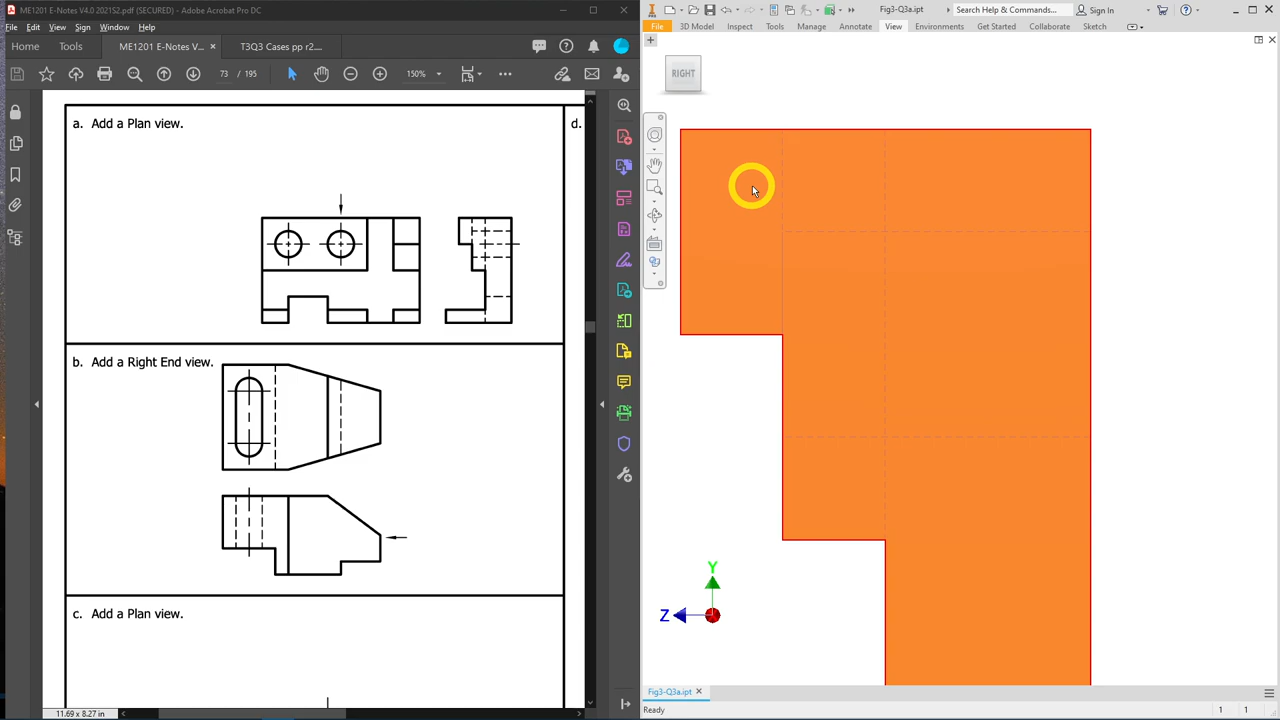 ME1201 E-Notes V4.0 2021S2.pdf (SECURED) - Adobe Acrobat Pro DC
File Edit View Sign Window Help
Home Tools ME1201 E-Notes V... TSQ3 Cases pp r2...
73 / 195 150%
a. Add a Plan view.
d.
b. Add a Right End view.
c. Add a Plan view.
11.69 x 8.27 in
Fig3-Q3a.ipt Search Help & Commands... Sign In
File 3D Model Inspect Tools Manage Annotate View Environments Get Started Collaborate Sketch
RIGHT
Y
Z
Fig3-Q3a.ipt
Ready 1 1